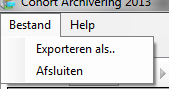 Cohort Archivering 2013
Bestand Help
Exporteren als..
Afsluiten